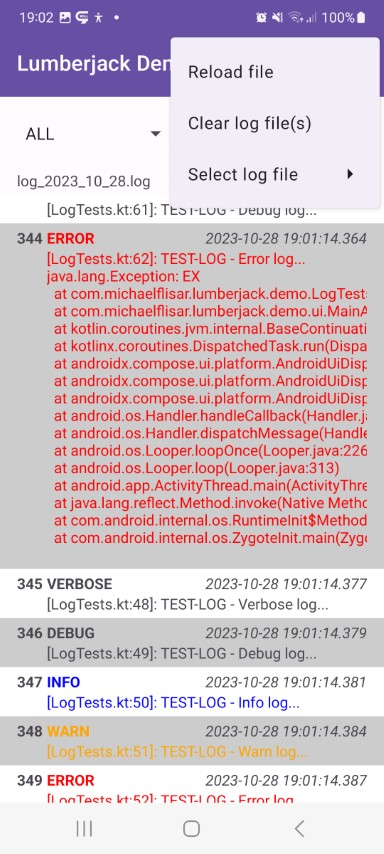 19:02
100%
Lumberjack Den
Reload file
Clear log file(s)
Select log file
ALL
log_2023_10_28.log
[LogTests.kt:61]: TEST-LOG - Debug log...
344 ERROR 2023-10-28 19:01:14.364
[LogTests.kt:62]: TEST-LOG - Error log...
java.lang.Exception: EX
at com.michaelflisar.lumberjack.demo.LogTests
at com.michaelflisar.lumberjack.demo.ui.MainA
at kotlin.coroutines.jvm.internal.BaseContinuati
at kotlinx.coroutines.DispatchedTask.run(Dispa
at androidx.compose.ui.platform.AndroidUiDisp
at androidx.compose.ui.platform.AndroidUiDisp
at androidx.compose.ui.platform.AndroidUiDisp
at android.os.Handler.handleCallback(Handler.ja
at android.os.Handler.dispatchMessage(Handle
at android.os.Looper.loopOnce(Looper.java:226
at android.os.Looper.loop(Looper.java:313)
at android.app.ActivityThread.main(ActivityThre
at java.lang.reflect.Method.invoke(Native Metho
at com.android.internal.os.RuntimeInit$Method
at com.android.internal.os.ZygoteInit.main(Zygo
345 VERBOSE 2023-10-28 19:01:14.377
[LogTests.kt:48]: TEST-LOG - Verbose log...
346 DEBUG 2023-10-28 19:01:14.379
[LogTests.kt:49]: TEST-LOG - Debug log...
347 INFO 2023-10-28 19:01:14.381
[LogTests.kt:50]: TEST-LOG - Info log...
348 WARN 2023-10-28 19:01:14.384
[LogTests.kt:51]: TEST-LOG - Warn log...
349 ERROR 2023-10-28 19:01:14.387
[LogTests.kt:52]: TEST-LOG - Error log